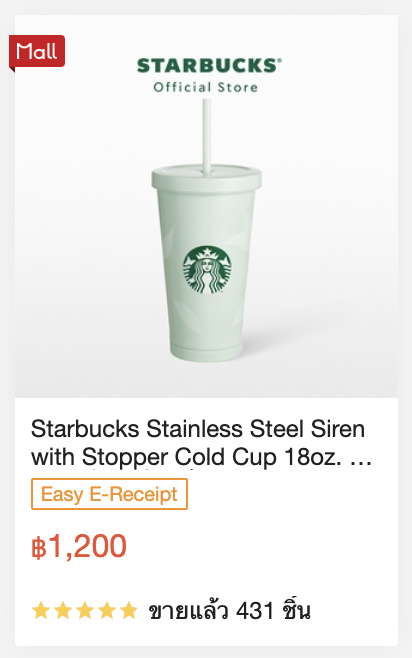 Mall
STARBUCKS®
Official Store
Starbucks Stainless Steel Siren
with Stopper Cold Cup 18oz. ...
Easy E-Receipt
฿1,200
ขายแล้ว 431 ชิ้น